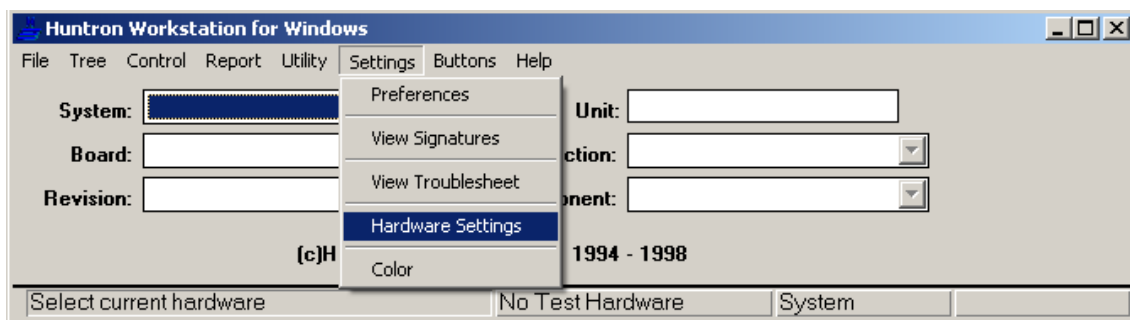 Huntron Workstation for Windows
File Tree Control Report Utility Settings Buttons Help
System: Preferences Unit:
View Signatures
Board: ction:
View Troublesheet
Revision: onent:
Hardware Settings
(c)H 1994 - 1998
Color
Select current hardware No Test Hardware System